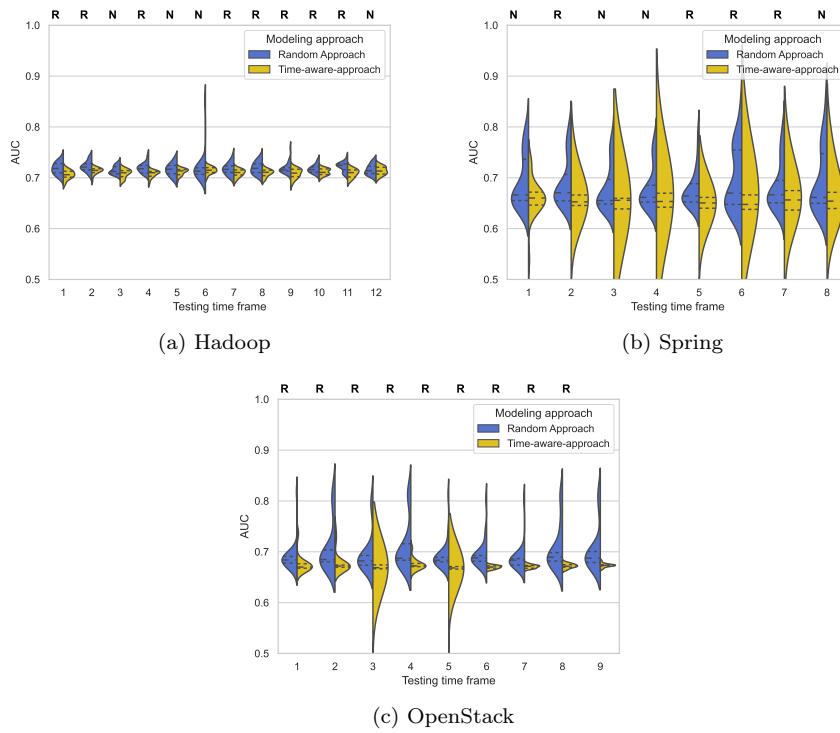 R R N R N N R R R R R N
1.0
0.9
0.8
0.7
0.6
0.5
AUC
Modeling approach
Random Approach
Time-aware-approach
1 2 3 4 5 6 7 8 9 10 11 12
Testing time frame
(a) Hadoop
N R N N R R R N
1.0
0.9
0.8
0.7
0.6
0.5
AUC
Modeling approach
Random Approach
Time-aware-approach
1 2 3 4 5 6 7 8
Testing time frame
(b) Spring
R R R R R R R R R
1.0
0.9
0.8
0.7
0.6
0.5
AUC
Modeling approach
Random Approach
Time-aware-approach
1 2 3 4 5 6 7 8 9
Testing time frame
(c) OpenStack